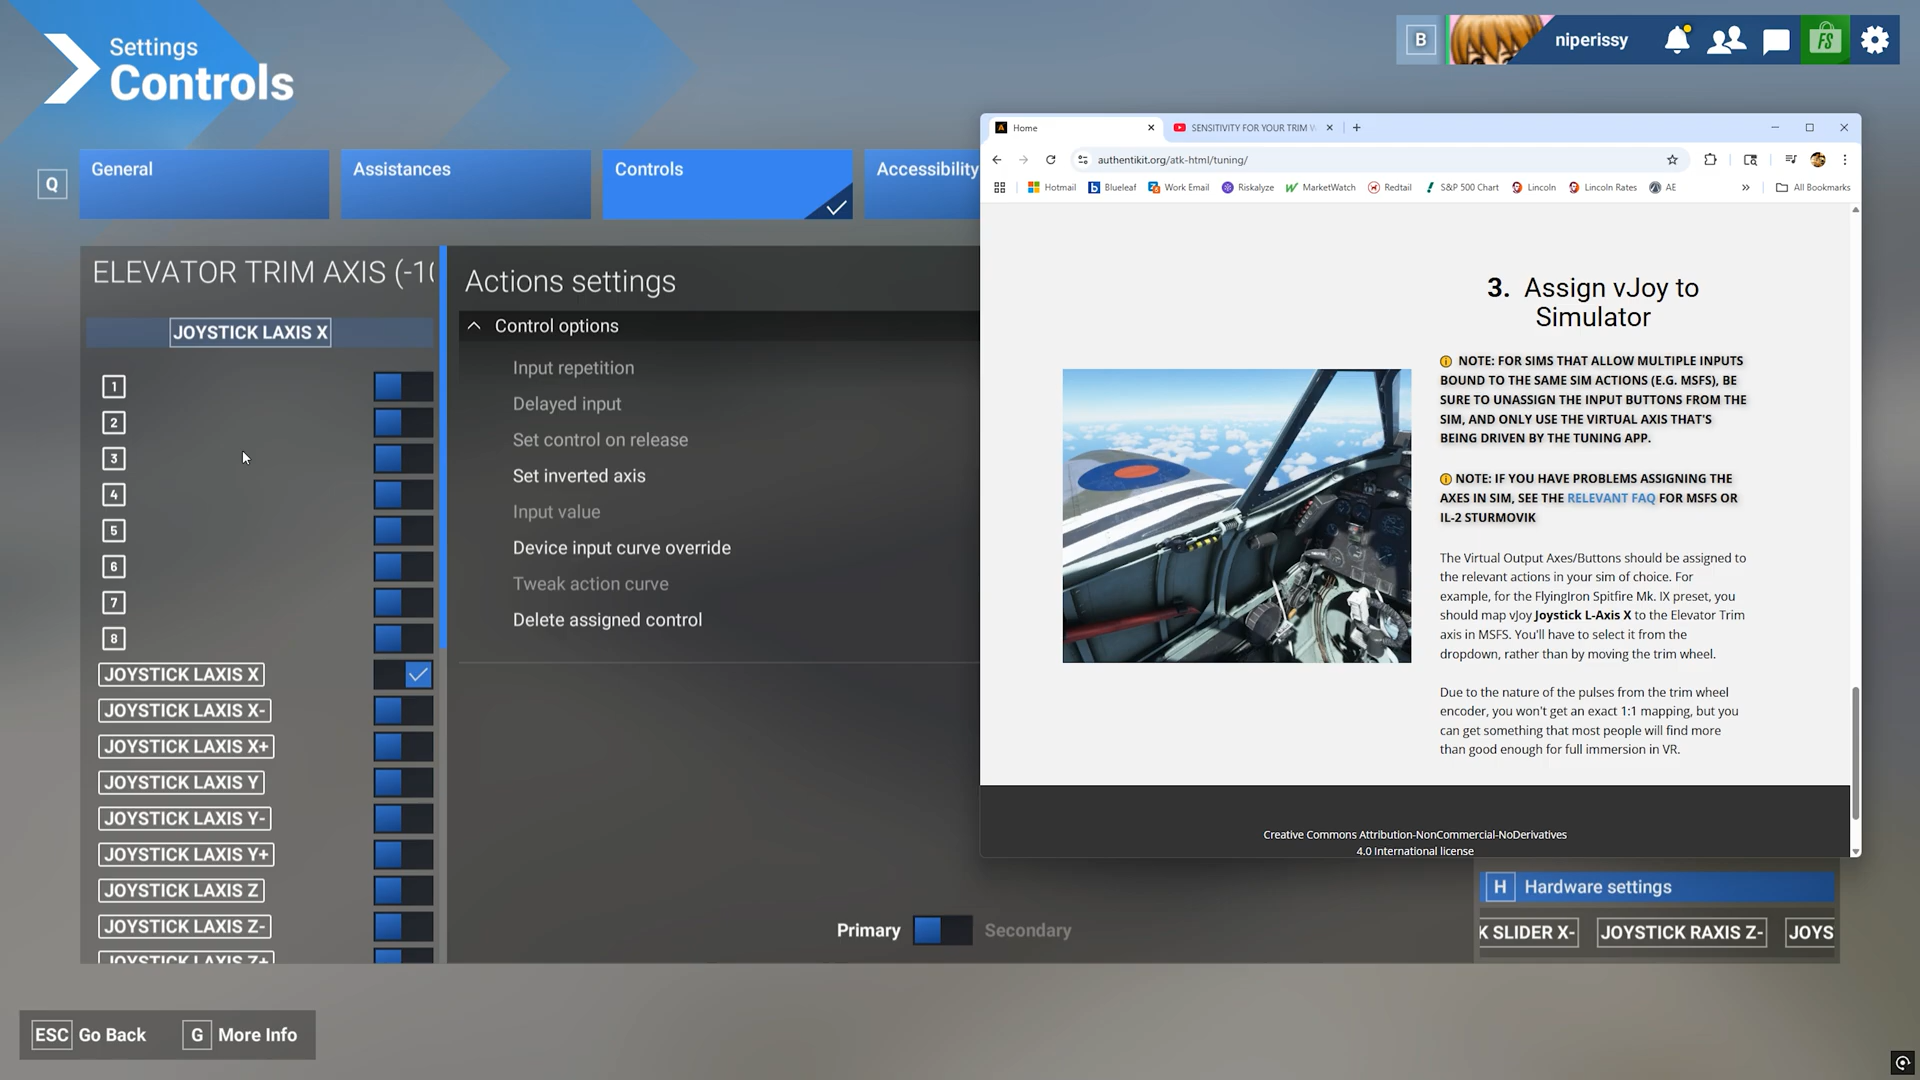 Settings
Controls
B
niperissy
FS
Q
General
Assistances
Controls
Accessibility
ELEVATOR TRIM AXIS (-10
JOYSTICK LAXIS X
1
2
3
4
5
6
7
8
JOYSTICK LAXIS X
JOYSTICK LAXIS X-
JOYSTICK LAXIS X+
JOYSTICK LAXIS Y
JOYSTICK LAXIS Y-
JOYSTICK LAXIS Y+
JOYSTICK LAXIS Z
JOYSTICK LAXIS Z-
JOYSTICK LAXIS Z+
Actions settings
Control options
Input repetition
Delayed input
Set control on release
Set inverted axis
Input value
Device input curve override
Tweak action curve
Delete assigned control
Primary
Secondary
Home
SENSITIVITY FOR YOUR TRIM W
authentikit.org/atk-html/tuning/
Hotmail
Blueleaf
Work Email
Riskalyze
MarketWatch
Redtail
S&P 500 Chart
Lincoln
Lincoln Rates
AE
All Bookmarks
3. Assign vJoy to
Simulator
NOTE: FOR SIMS THAT ALLOW MULTIPLE INPUTS
BOUND TO THE SAME SIM ACTIONS (E.G. MSFS), BE
SURE TO UNASSIGN THE INPUT BUTTONS FROM THE
SIM, AND ONLY USE THE VIRTUAL AXIS THAT'S
BEING DRIVEN BY THE TUNING APP.
NOTE: IF YOU HAVE PROBLEMS ASSIGNING THE
AXES IN SIM, SEE THE RELEVANT FAQ FOR MSFS OR
IL-2 STURMOVIK
The Virtual Output Axes/Buttons should be assigned to
the relevant actions in your sim of choice. For
example, for the FlyingIron Spitfire Mk. IX preset, you
should map vJoy Joystick L-Axis X to the Elevator Trim
axis in MSFS. You'll have to select it from the
dropdown, rather than by moving the trim wheel.
Due to the nature of the pulses from the trim wheel
encoder, you won't get an exact 1:1 mapping, but you
can get something that most people will find more
than good enough for full immersion in VR.
Creative Commons Attribution-NonCommercial-NoDerivatives
4.0 International license
H
Hardware settings
K SLIDER X-
JOYSTICK RAXIS Z-
JOYS
ESC Go Back
G More Info